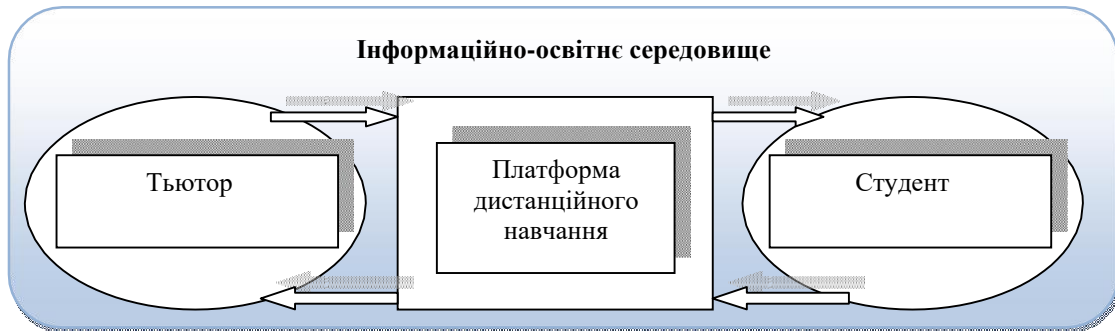 Інформаційно-освітнє середовище
Тьютор
Платформа
дистанційного
навчання
Студент